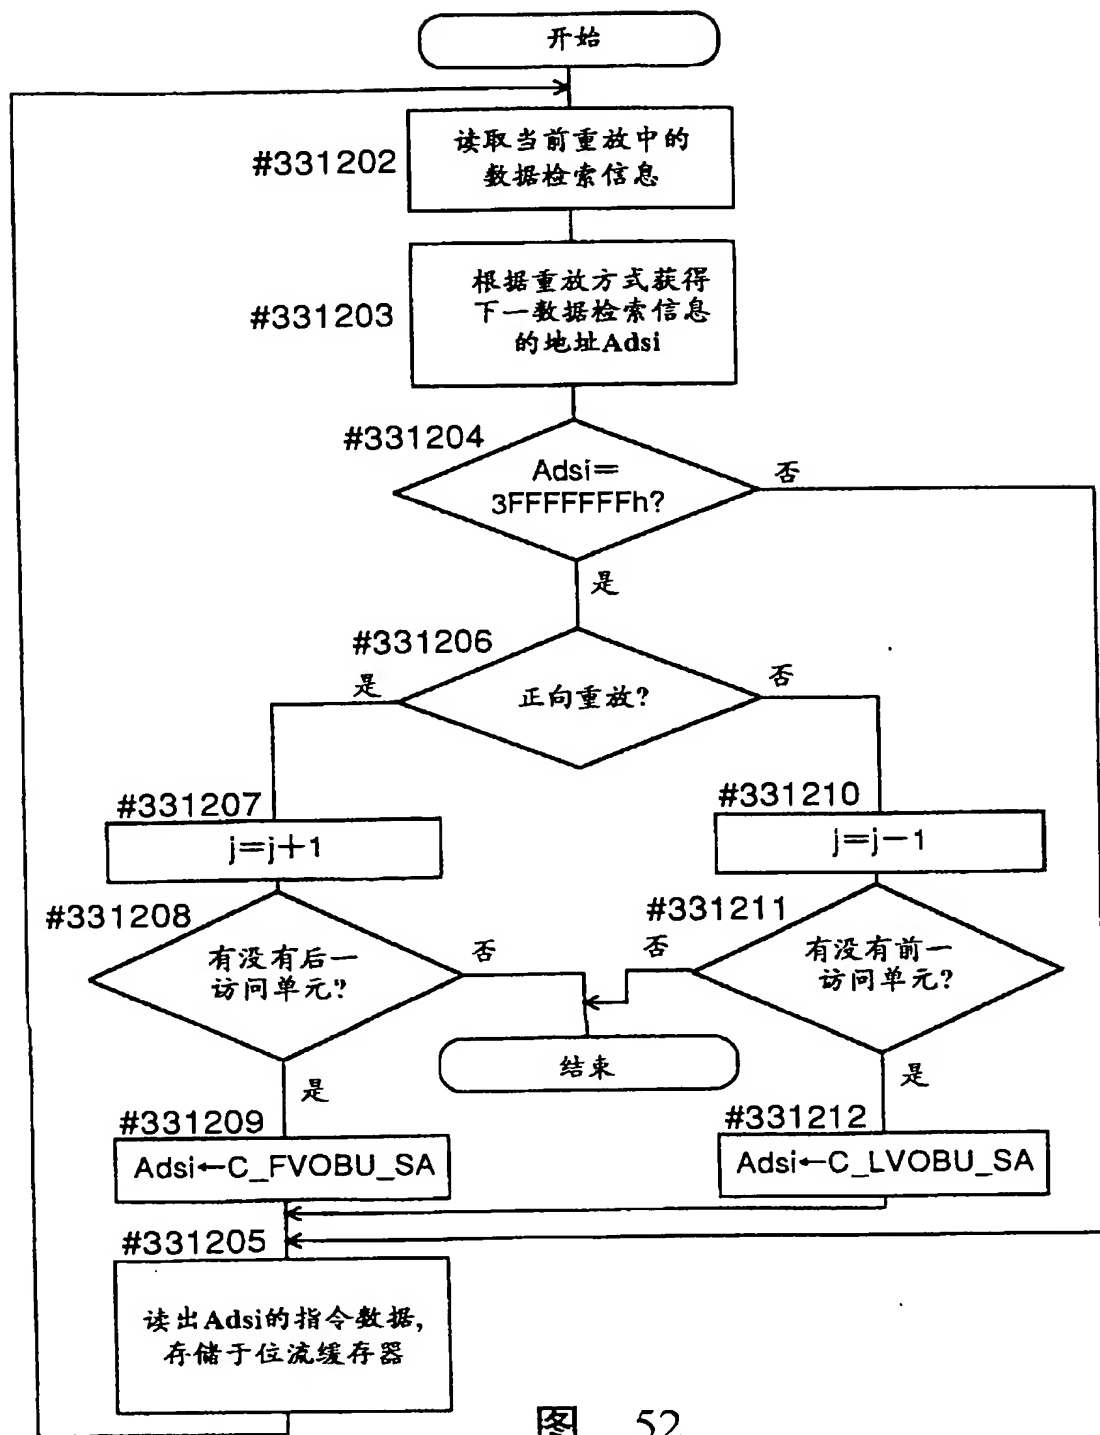 开始
#331202
读取当前重放中的
数据检索信息
#331203
根据重放方式获得
下一数据检索信息
的地址Adsi
#331204
Adsi=
3FFFFFFFh?
否
是
#331206
是
正向重放?
否
#331207
j=j+1
#331210
j=j-1
#331208
有没有后一
访问单元?
否
#331211
否
有没有前一
访问单元?
结束
是
是
#331209
Adsi←C_FVOBU_SA
#331212
Adsi←C_LVOBU_SA
#331205
读出Adsi的指令数据,
存储于位流缓存器
图 52